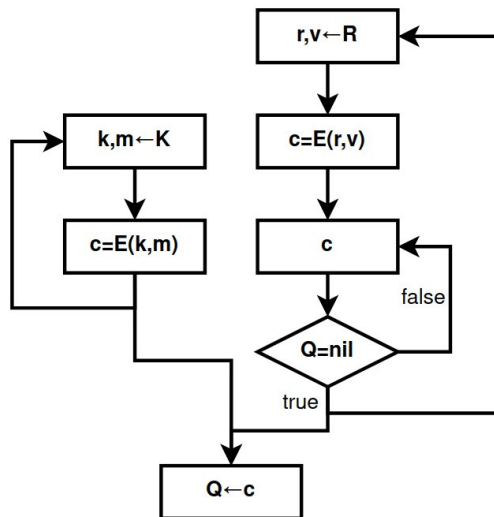 r,v←R
k,m←K
c=E(r,v)
c=E(k,m)
c
false
Q=nil
true
Q←c